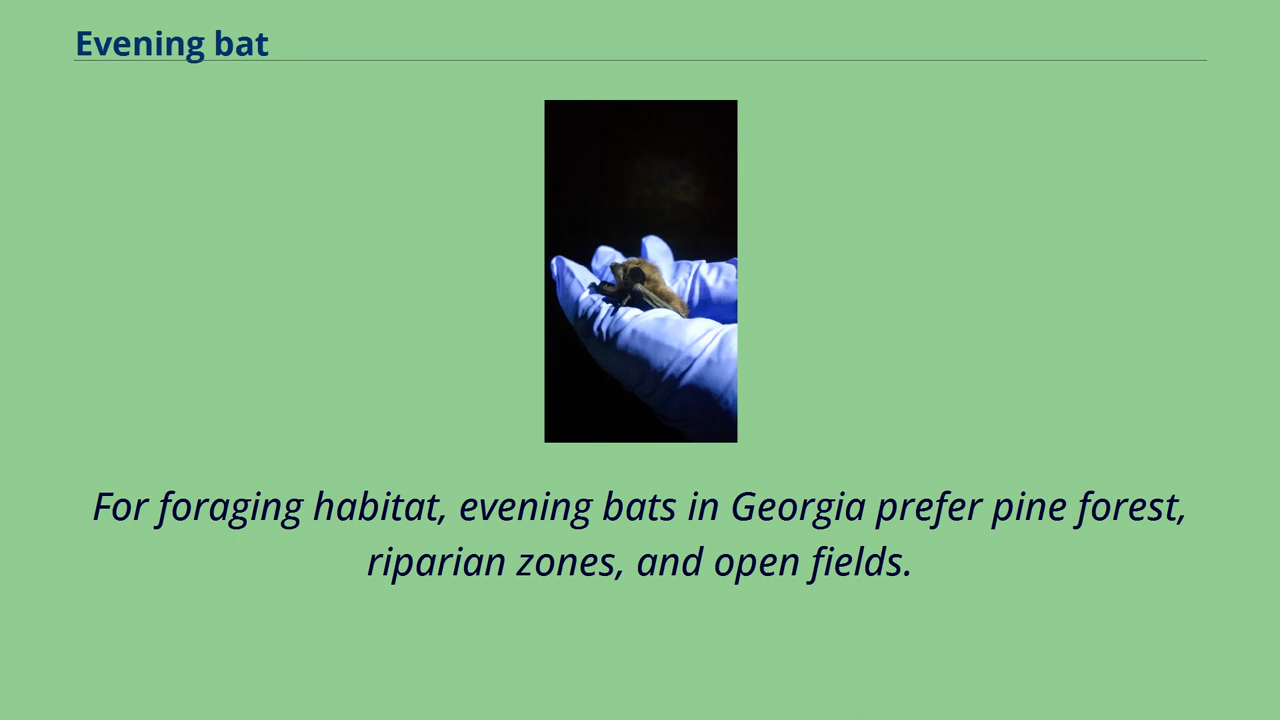 Evening bat
For foraging habitat, evening bats in Georgia prefer pine forest,
riparian zones, and open fields.